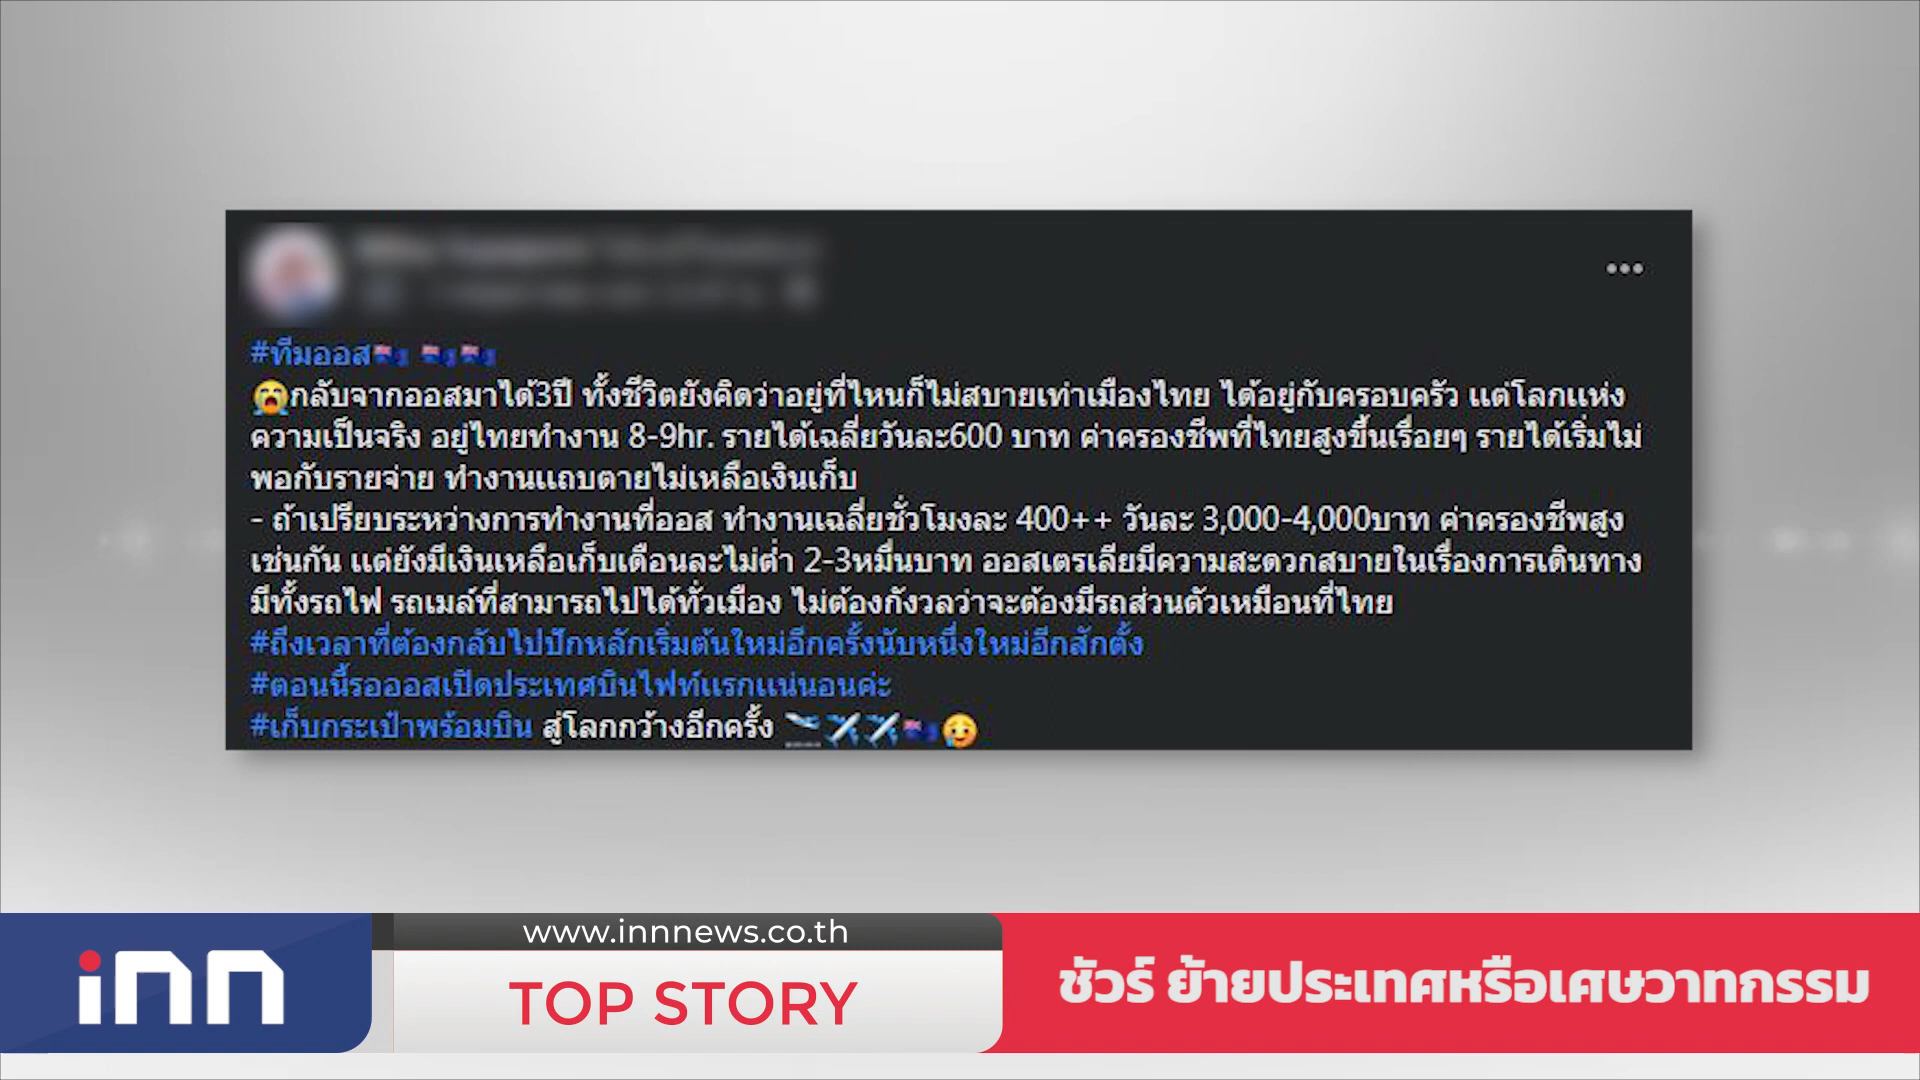 #ทีมออส
กลับจากออสมาได้3ปี ทั้งชีวิตยังคิดว่าอยู่ที่ไหนก็ไม่สบายเท่าเมืองไทย ได้อยู่กับครอบครัว แต่โลกแห่ง
ความเป็นจริง อยู่ไทยทำงาน 8-9hr. รายได้เฉลี่ยวันละ600 บาท ค่าครองชีพที่ไทยสูงขึ้นเรื่อยๆ รายได้เริ่มไม่
พอกับรายจ่าย ทำงานแถบตายไม่เหลือเงินเก็บ
- ถ้าเปรียบระหว่างการทำงานที่ออส ทำงานเฉลี่ยชั่วโมงละ 400++ วันละ 3,000-4,000บาท ค่าครองชีพสูง
เช่นกัน แต่ยังมีเงินเหลือเก็บเดือนละไม่ต่ำ 2-3หมื่นบาท ออสเตรเลียมีความสะดวกสบายในเรื่องการเดินทาง
มีทั้งรถไฟ รถเมล์ที่สามารถไปได้ทั่วเมือง ไม่ต้องกังวลว่าจะต้องมีรถส่วนตัวเหมือนที่ไทย
#ถึงเวลาที่ต้องกลับไปปักหลักเริ่มต้นใหม่อีกครั้งนับหนึ่งใหม่อีกสักตั้ง
#ตอนนี้รอออสเปิดประเทศบินไฟท์แรกแน่นอนค่ะ
#เก็บกระเป๋าพร้อมบิน สู่โลกกว้างอีกครั้ง
inn
www.innnews.co.th
TOP STORY
ชัวร์ ย้ายประเทศหรือเศษวาทกรรม